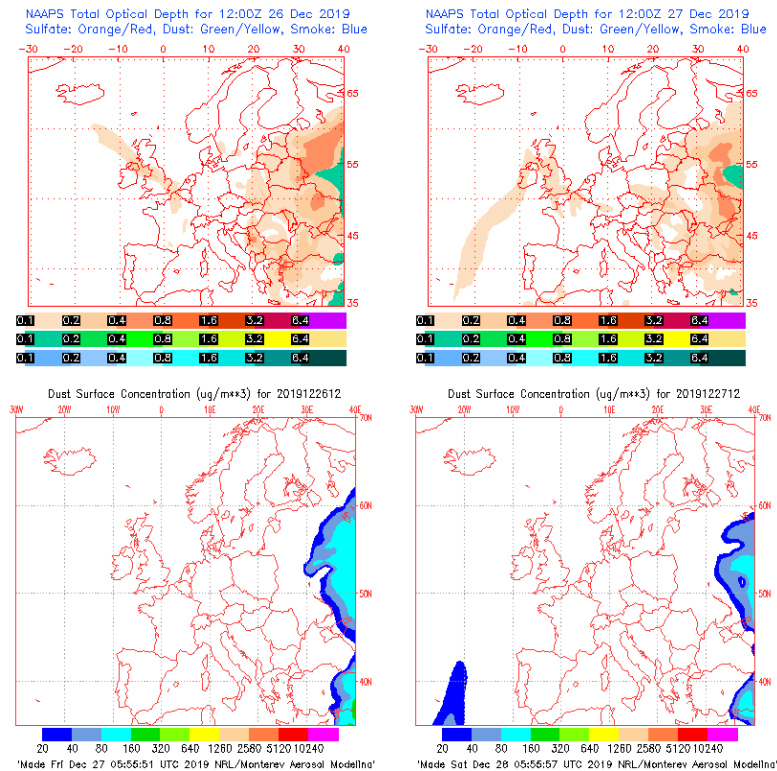 NAAPS Total Optical Depth for 12:00Z 26 Dec 2019
Sulfate: Orange/Red, Dust: Green/Yellow, Smoke: Blue
-30 -20 -10 0 10 20 30 40
65
55
45
35
0.1 0.2 0.4 0.8 1.6 3.2 6.4
0.1 0.2 0.4 0.8 1.6 3.2 6.4
0.1 0.2 0.4 0.8 1.6 3.2 6.4
NAAPS Total Optical Depth for 12:00Z 27 Dec 2019
Sulfate: Orange/Red, Dust: Green/Yellow, Smoke: Blue
-30 -20 -10 0 10 20 30 40
65
55
45
35
0.1 0.2 0.4 0.8 1.6 3.2 6.4
0.1 0.2 0.4 0.8 1.6 3.2 6.4
0.1 0.2 0.4 0.8 1.6 3.2 6.4
Dust Surface Concentration (ug/m**3) for 2019122612
30W 20W 10W 0 10E 20E 30E 40E
70N
60N
50N
40N
20 40 80 160 320 640 1260 2580 5120 10240
'Made Fri Dec 27 05:55:51 UTC 2019 NRL/Monterey Aerosol Modeling'
Dust Surface Concentration (ug/m**3) for 2019122712
30W 20W 10W 0 10E 20E 30E 40E
70N
60N
50N
40N
20 40 80 160 320 640 1260 2580 5120 10240
'Made Sat Dec 28 05:55:57 UTC 2019 NRL/Monterey Aerosol Modeling'